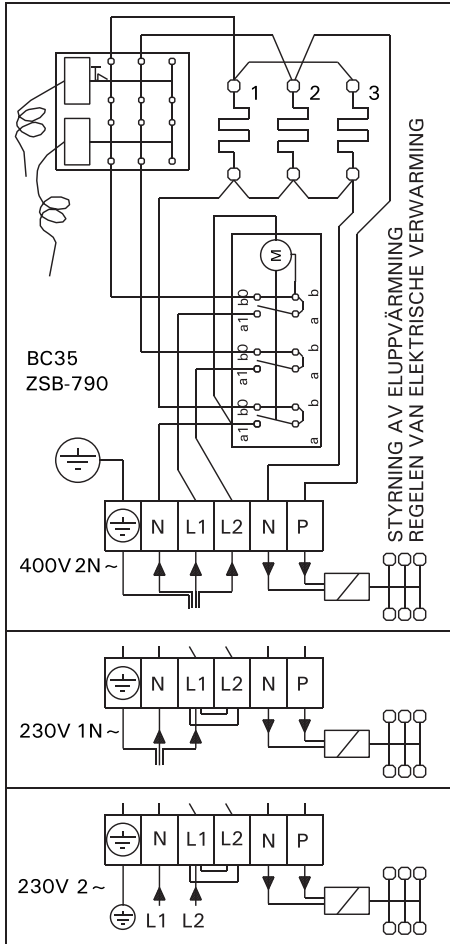 1 2 3
M
b0 b
a1 a
b0 b
a1 a
b0 b
a1 a
BC35
ZSB-790
STYRNING AV ELUPPVÄRMNING
REGELEN VAN ELEKTRISCHE VERWARMING
N L1 L2 N P
400V 2N~
N L1 L2 N P
230V 1N~
N L1 L2 N P
230V 2~
L1 L2